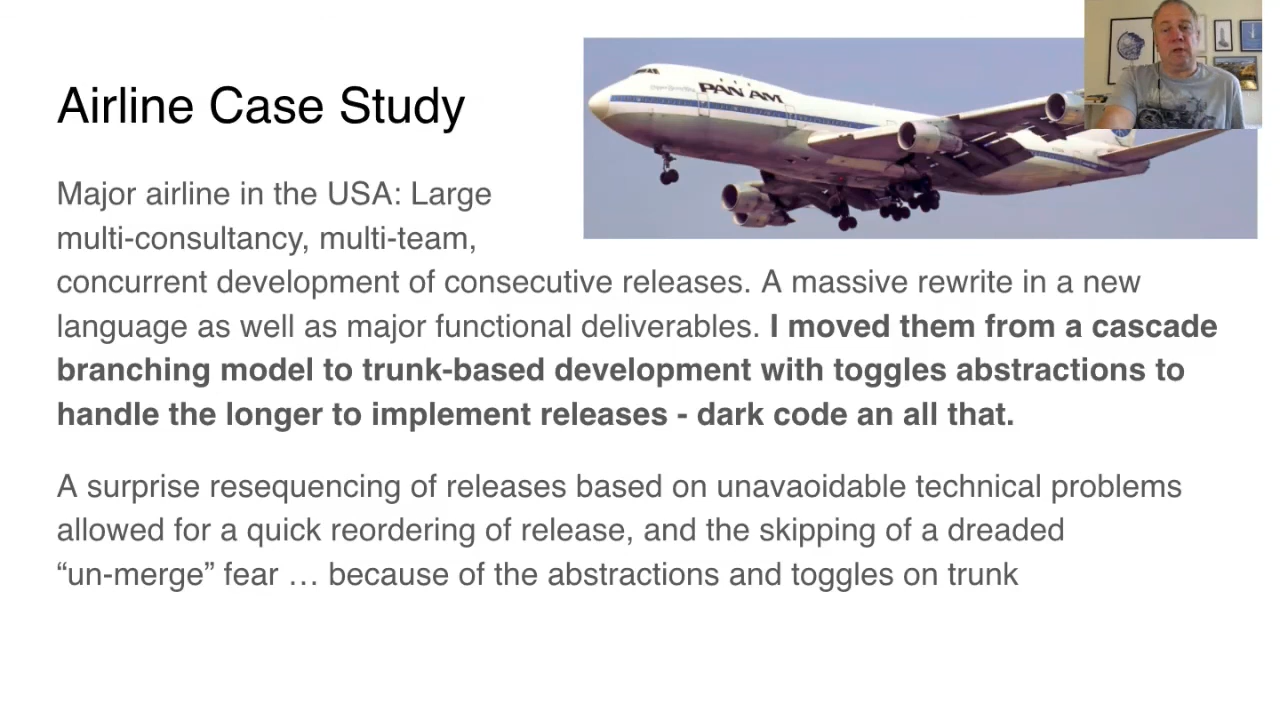 Airline Case Study
PAN AM
Major airline in the USA: Large
multi-consultancy, multi-team,
concurrent development of consecutive releases. A massive rewrite in a new
language as well as major functional deliverables. I moved them from a cascade
branching model to trunk-based development with toggles abstractions to
handle the longer to implement releases - dark code an all that.
A surprise resequencing of releases based on unavaoidable technical problems
allowed for a quick reordering of release, and the skipping of a dreaded
“un-merge” fear … because of the abstractions and toggles on trunk